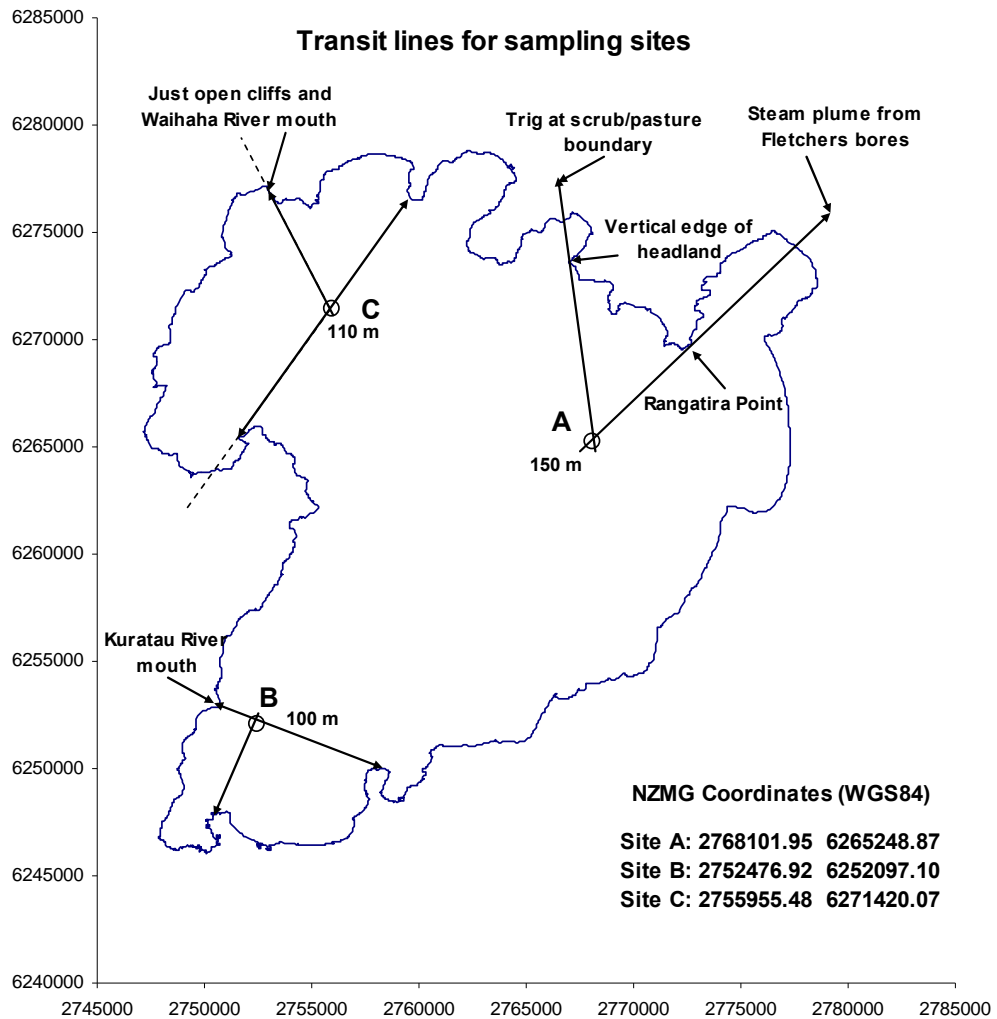 Transit lines for sampling sites
6285000
6280000
6275000
6270000
6265000
6260000
6255000
6250000
6245000
6240000
2745000 2750000 2755000 2760000 2765000 2770000 2775000 2780000 2785000
Just open cliffs and
Waihaha River mouth
Trig at scrub/pasture
boundary
Steam plume from
Fletchers bores
Vertical edge of
headland
C
110 m
Rangatira Point
A
150 m
Kuratau River
mouth
B
100 m
NZMG Coordinates (WGS84)
Site A: 2768101.95 6265248.87
Site B: 2752476.92 6252097.10
Site C: 2755955.48 6271420.07